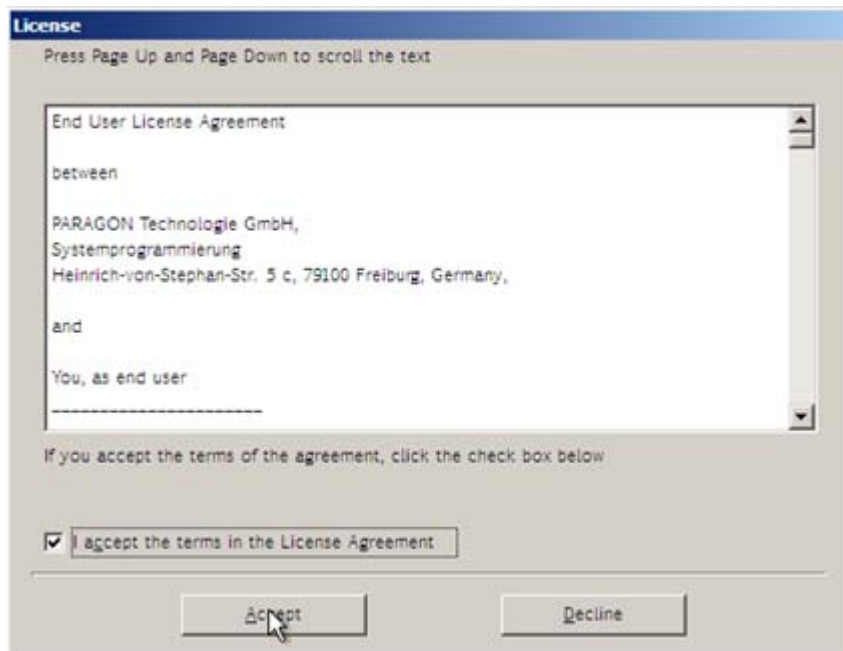 License
Press Page Up and Page Down to scroll the text
End User License Agreement
between
PARAGON Technologie GmbH,
Systemprogrammierung
Heinrich-von-Stephan-Str. 5 c, 79100 Freiburg, Germany,
and
You, as end user
----------------------
If you accept the terms of the agreement, click the check box below
I accept the terms in the License Agreement
Accept
Decline